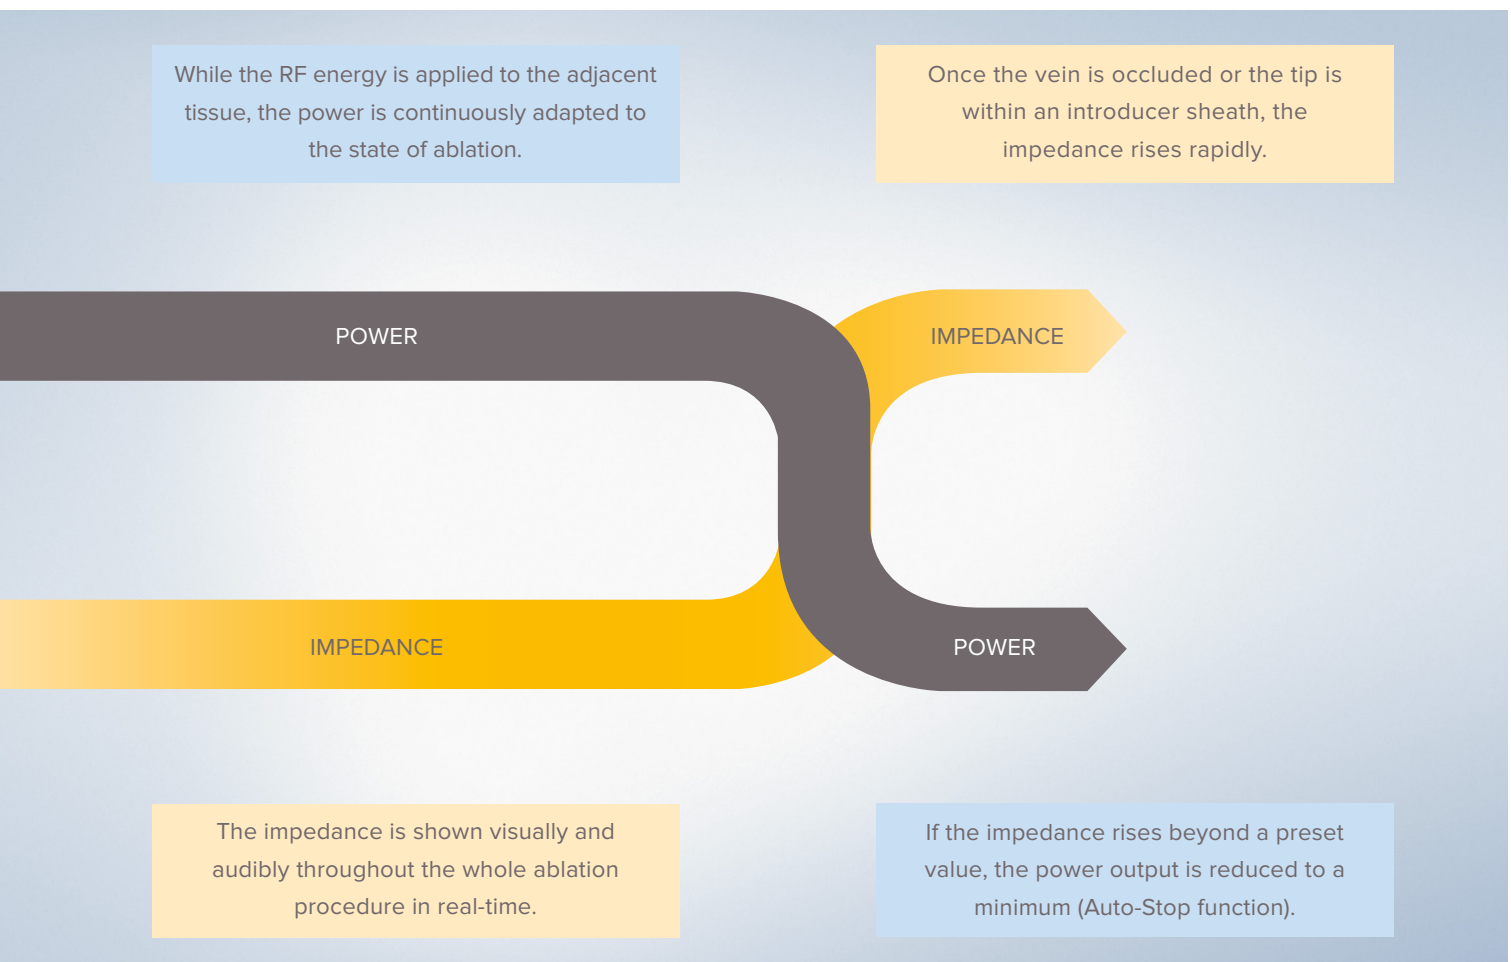 While the RF energy is applied to the adjacent
tissue, the power is continuously adapted to
the state of ablation.
Once the vein is occluded or the tip is
within an introducer sheath, the
impedance rises rapidly.
POWER
IMPEDANCE
IMPEDANCE
POWER
The impedance is shown visually and
audibly throughout the whole ablation
procedure in real-time.
If the impedance rises beyond a preset
value, the power output is reduced to a
minimum (Auto-Stop function).